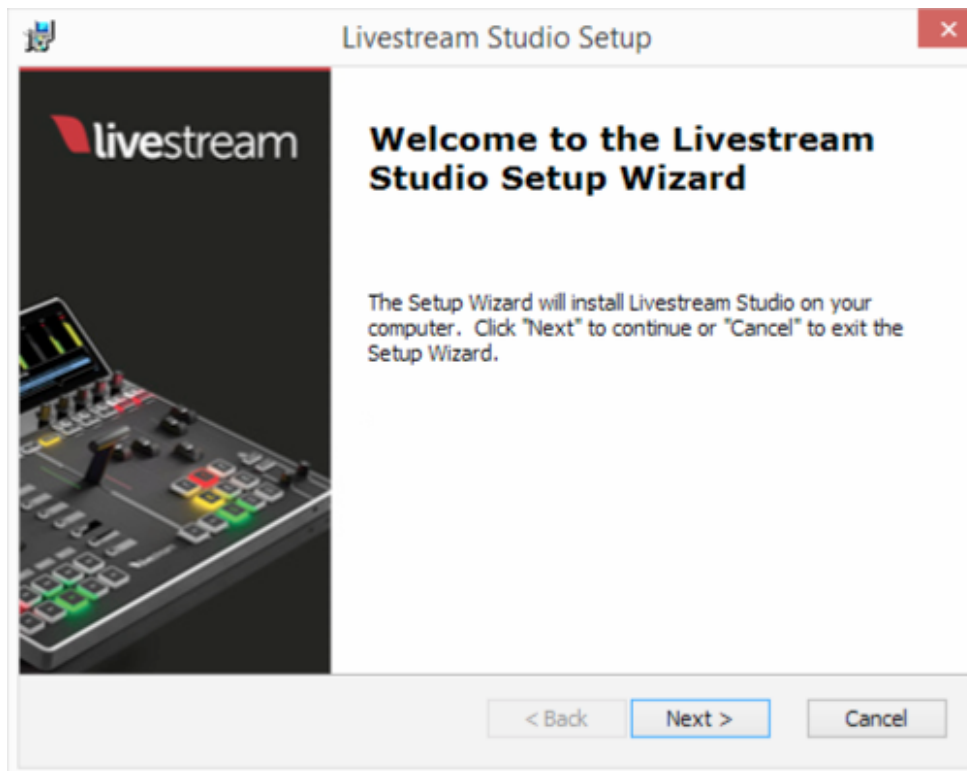 Livestream Studio Setup
livestream
Welcome to the Livestream
Studio Setup Wizard
The Setup Wizard will install Livestream Studio on your
computer. Click "Next" to continue or "Cancel" to exit the
Setup Wizard.
< Back
Next >
Cancel